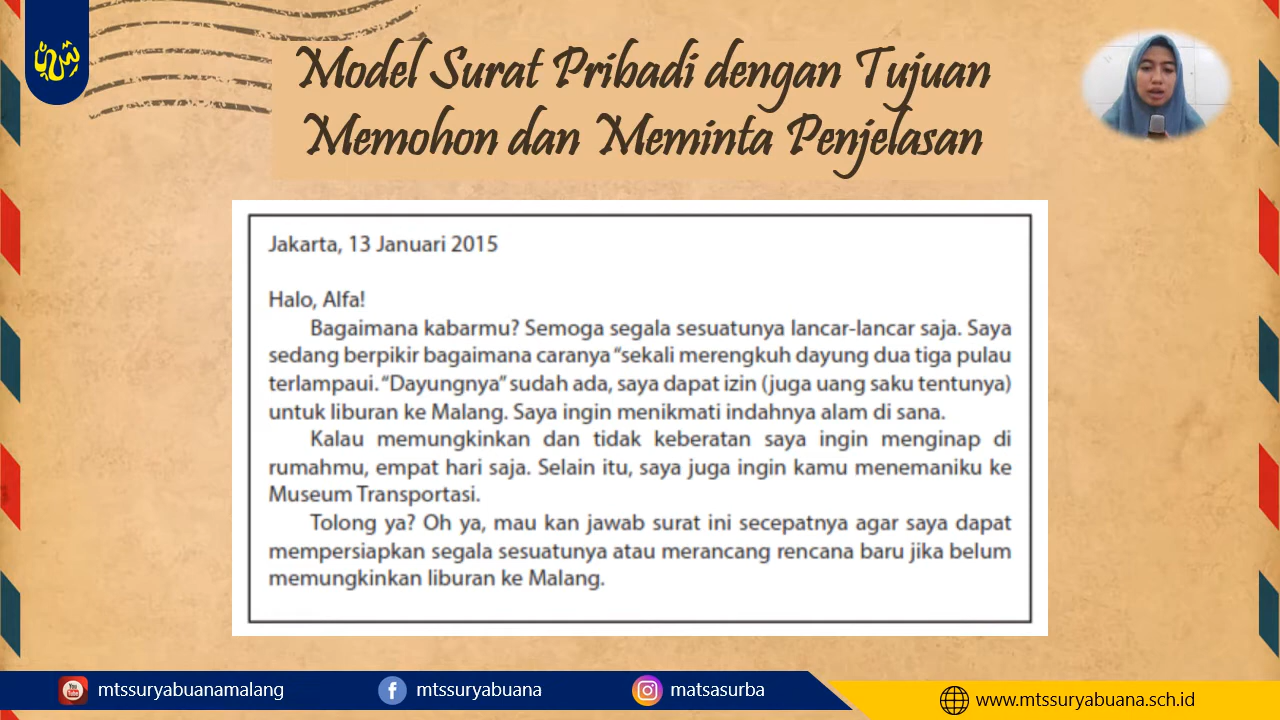 Model Surat Pribadi dengan Tujuan
Memohon dan Meminta Penjelasan
Jakarta, 13 Januari 2015
Halo, Alfa!
Bagaimana kabarmu? Semoga segala sesuatunya lancar-lancar saja. Saya
sedang berpikir bagaimana caranya “sekali merengkuh dayung dua tiga pulau
terlampaui. “Dayungnya” sudah ada, saya dapat izin (juga uang saku tentunya)
untuk liburan ke Malang. Saya ingin menikmati indahnya alam di sana.
Kalau memungkinkan dan tidak keberatan saya ingin menginap di
rumahmu, empat hari saja. Selain itu, saya juga ingin kamu menemaniku ke
Museum Transportasi.
Tolong ya? Oh ya, mau kan jawab surat ini secepatnya agar saya dapat
mempersiapkan segala sesuatunya atau merancang rencana baru jika belum
memungkinkan liburan ke Malang.
mtssuryabuanamalang
mtssuryabuana
matsasurba
www.mtssuryabuana.sch.id